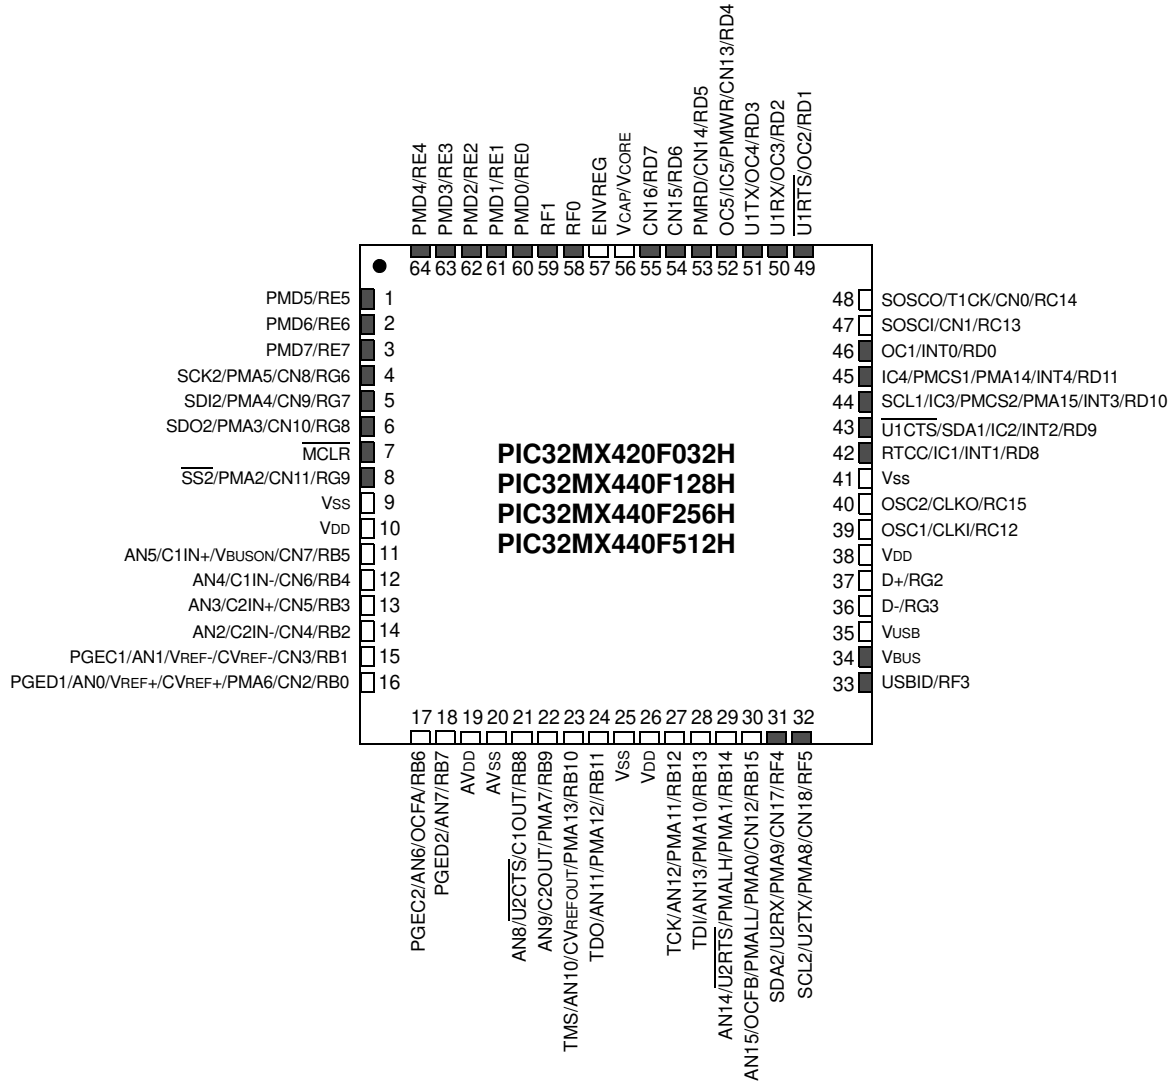 PMD4/RE4
PMD3/RE3
PMD2/RE2
PMD1/RE1
PMD0/RE0
RF1
RF0
ENVREG
VCAP/VCORE
CN16/RD7
CN15/RD6
PMRD/CN14/RD5
OC5/IC5/PMWR/CN13/RD4
U1TX/OC4/RD3
U1RX/OC3/RD2
U1RTS/OC2/RD1
64 63 62 61 60 59 58 57 56 55 54 53 52 51 50 49
PMD5/RE5 1
PMD6/RE6 2
PMD7/RE7 3
SCK2/PMA5/CN8/RG6 4
SDI2/PMA4/CN9/RG7 5
SDO2/PMA3/CN10/RG8 6
MCLR 7
SS2/PMA2/CN11/RG9 8
VSS 9
VDD 10
AN5/C1IN+/VBUSON/CN7/RB5 11
AN4/C1IN-/CN6/RB4 12
AN3/C2IN+/CN5/RB3 13
AN2/C2IN-/CN4/RB2 14
PGEC1/AN1/VREF-/CVREF-/CN3/RB1 15
PGED1/AN0/VREF+/CVREF+/PMA6/CN2/RB0 16
PIC32MX420F032H
PIC32MX440F128H
PIC32MX440F256H
PIC32MX440F512H
48 SOSCO/T1CK/CN0/RC14
47 SOSCI/CN1/RC13
46 OC1/INT0/RD0
45 IC4/PMCS1/PMA14/INT4/RD11
44 SCL1/IC3/PMCS2/PMA15/INT3/RD10
43 U1CTS/SDA1/IC2/INT2/RD9
42 RTCC/IC1/INT1/RD8
41 Vss
40 OSC2/CLKO/RC15
39 OSC1/CLKI/RC12
38 VDD
37 D+/RG2
36 D-/RG3
35 VUSB
34 VBUS
33 USBID/RF3
17 18 19 20 21 22 23 24 25 26 27 28 29 30 31 32
PGEC2/AN6/OCFA/RB6
PGED2/AN7/RB7
AVDD
AVSS
AN8/U2CTS/C1OUT/RB8
AN9/C2OUT/PMA7/RB9
TMS/AN10/CVREFOUT/PMA13/RB10
TDO/AN11/PMA12//RB11
VSS
VDD
TCK/AN12/PMA11/RB12
TDI/AN13/PMA10/RB13
AN14/U2RTS/PMALH/PMA1/RB14
AN15/OCFB/PMALL/PMA0/CN12/RB15
SDA2/U2RX/PMA9/CN17/RF4
SCL2/U2TX/PMA8/CN18/RF5